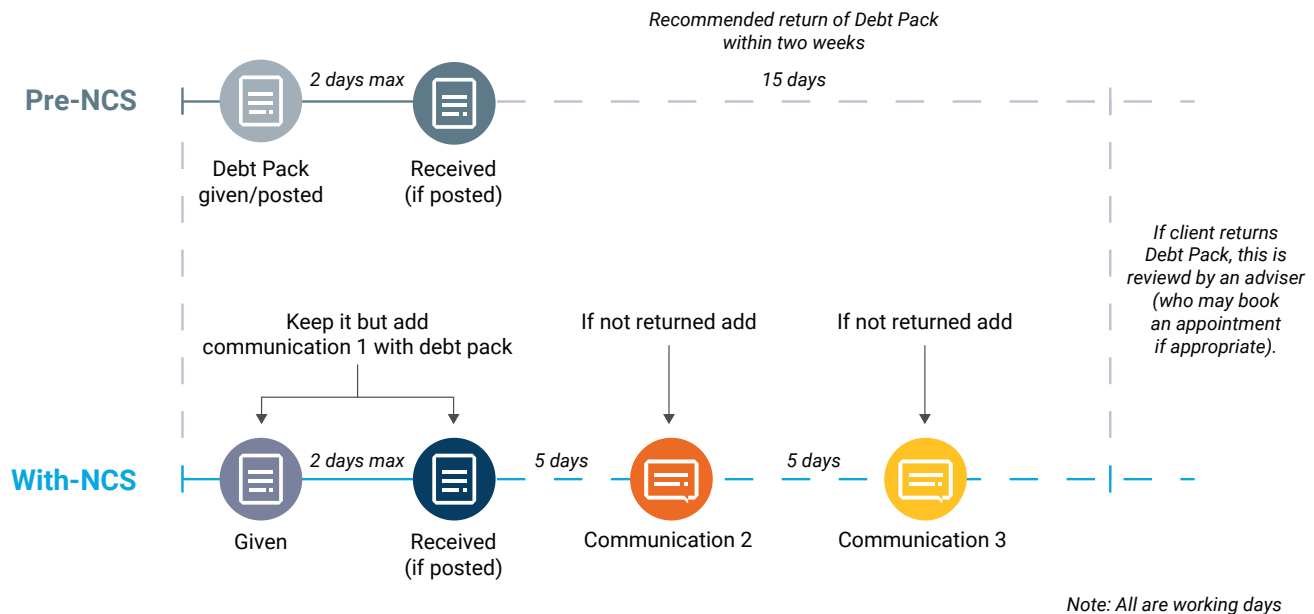 Recommended return of Debt Pack
within two weeks
Pre-NCS
2 days max
15 days
Debt Pack
given/posted
Received
(if posted)
If client returns
Debt Pack, this is
reviewd by an adviser
(who may book
an appointment
if appropriate).
Keep it but add
communication 1 with debt pack
If not returned add
If not returned add
With-NCS
2 days max
5 days
5 days
Given
Received
(if posted)
Communication 2
Communication 3
Note: All are working days